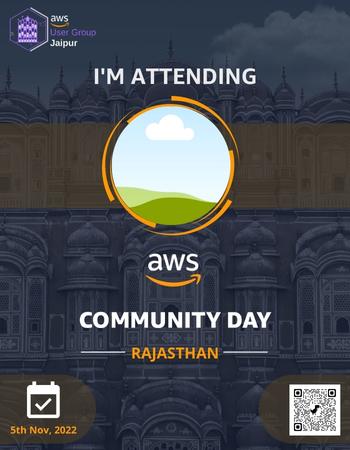 aws
User Group
Jaipur
I'M ATTENDING
aws
COMMUNITY DAY
RAJASTHAN
5th Nov, 2022